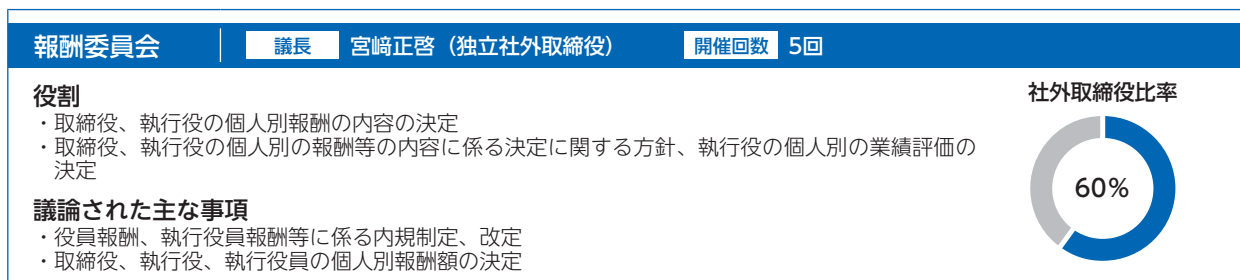 報酬委員会 議長 宮﨑正啓（独立社外取締役） 開催回数 5回
役割
・取締役、執行役の個人別報酬の内容の決定
・取締役、執行役の個人別の報酬等の内容に係る決定に関する方針、執行役の個人別の業績評価の
決定
議論された主な事項
・役員報酬、執行役員報酬等に係る内規制定、改定
・取締役、執行役、執行役員の個人別報酬額の決定
社外取締役比率
60%